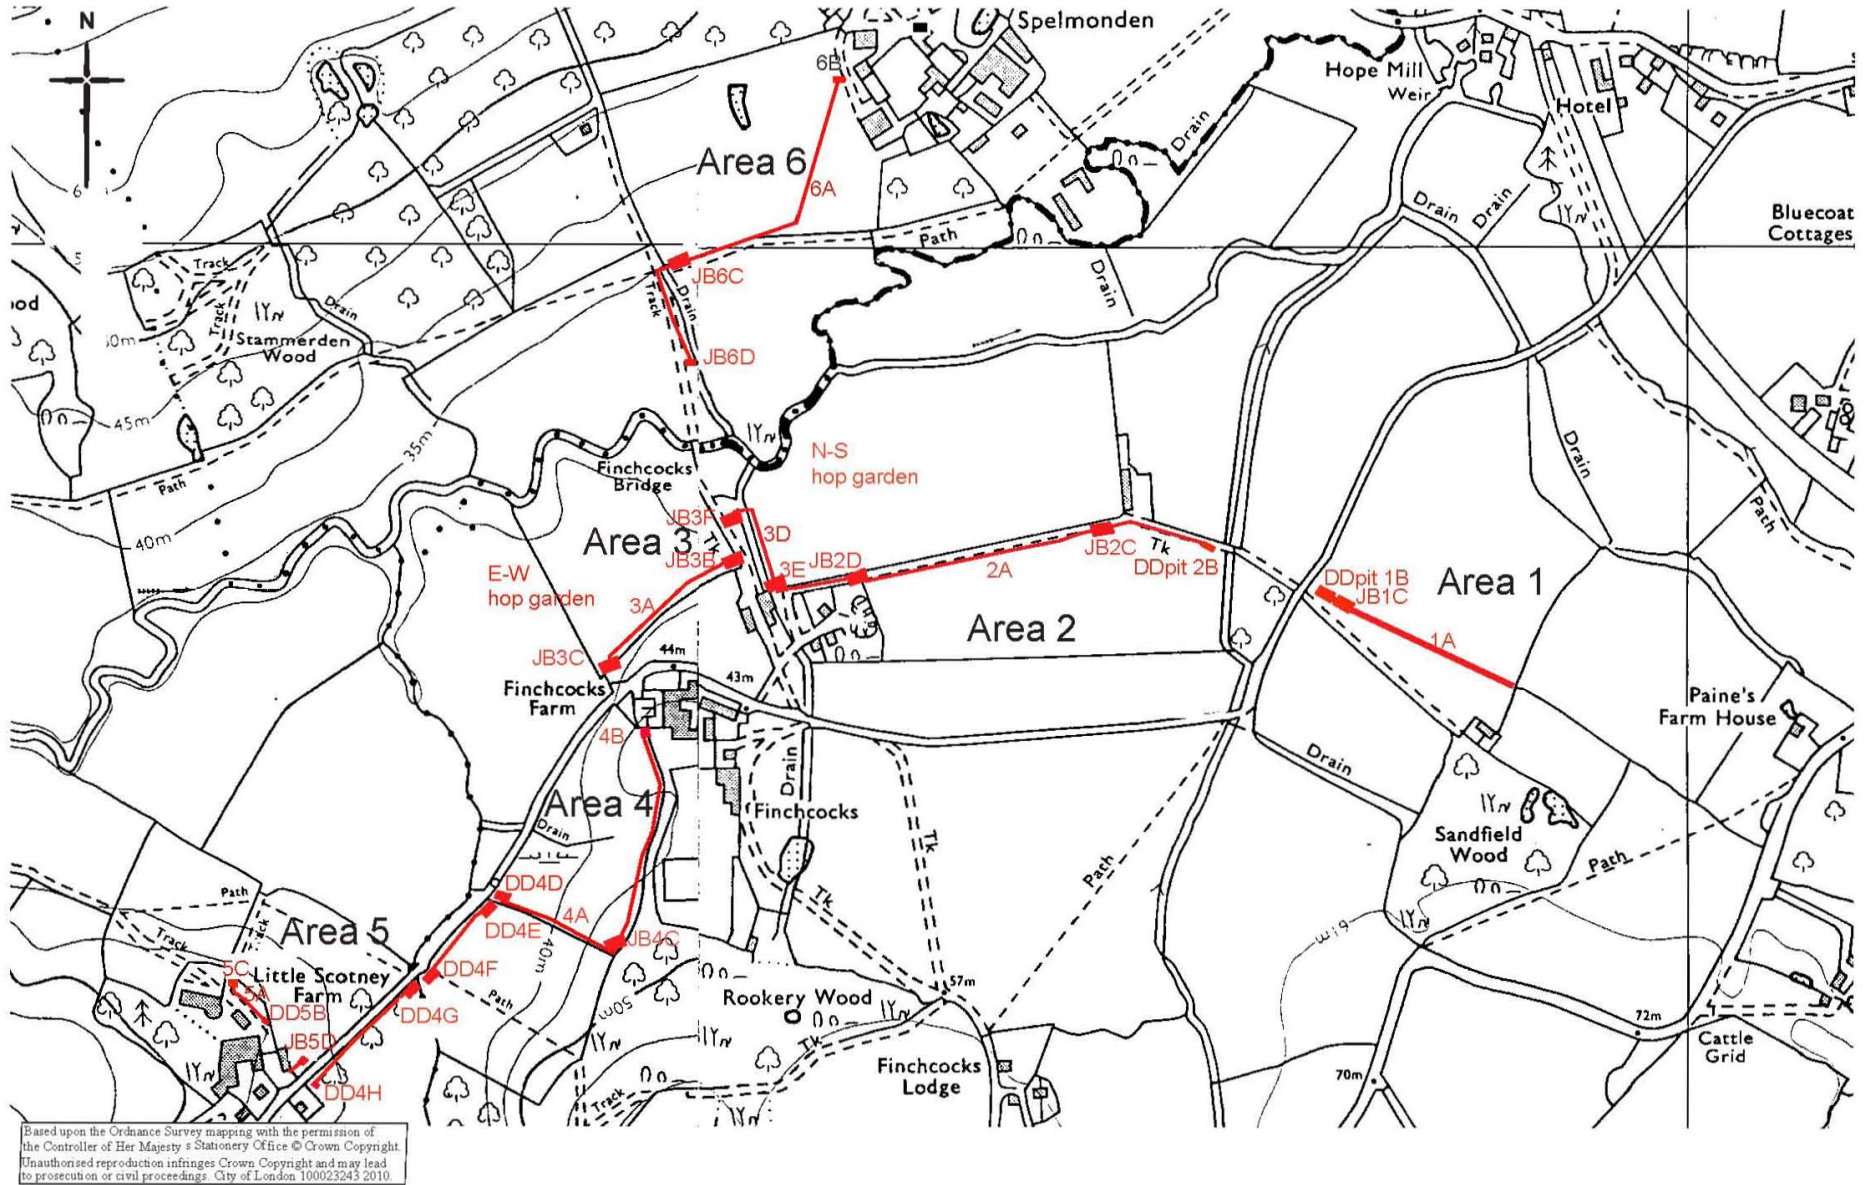 N
Spelmonden
6B
Hope Mill
Weir
Hotel
Drain
Area 6
6A
Drain
Drain
Bluecoat
Cottages
Path
Track
Track
Drain
JB6C
Track
Drain
Drain
Stammerden
Wood
JB6D
45m
35m
N-S
hop garden
Finchcocks
Bridge
Drain
Path
Path
40m
JB3F
Area 3
Tk
3D
JB3B
E-W
hop garden
3A
3E
JB2D
2A
JB2C
Tk
DDpit 2B
DDpit 1B
JB1C
Area 1
Area 2
1A
JB3C
44m
43m
Finchcocks
Farm
Paine's
Farm House
4B
Drain
Drain
Area 4
Finchcocks
Drain
Tk
Sandfield
Wood
Path
Path
Path
DD4D
4A
DD4E
JB4C
Tk
Area 5
Track
Track
40m
61m
5C
Little Scotney
Farm
5A
DD5B
DD4F
DD4G
Path
50m
Rookery Wood
57m
JB5D
DD4H
Tk
Finchcocks
Lodge
72m
Cattle
Grid
70m
Track
Based upon the Ordnance Survey mapping with the permission of
the Controller of Her Majesty s Stationery Office © Crown Copyright.
Unauthorised reproduction infringes Crown Copyright and may lead
to prosecution or civil proceedings. City of London 100023243 2010.